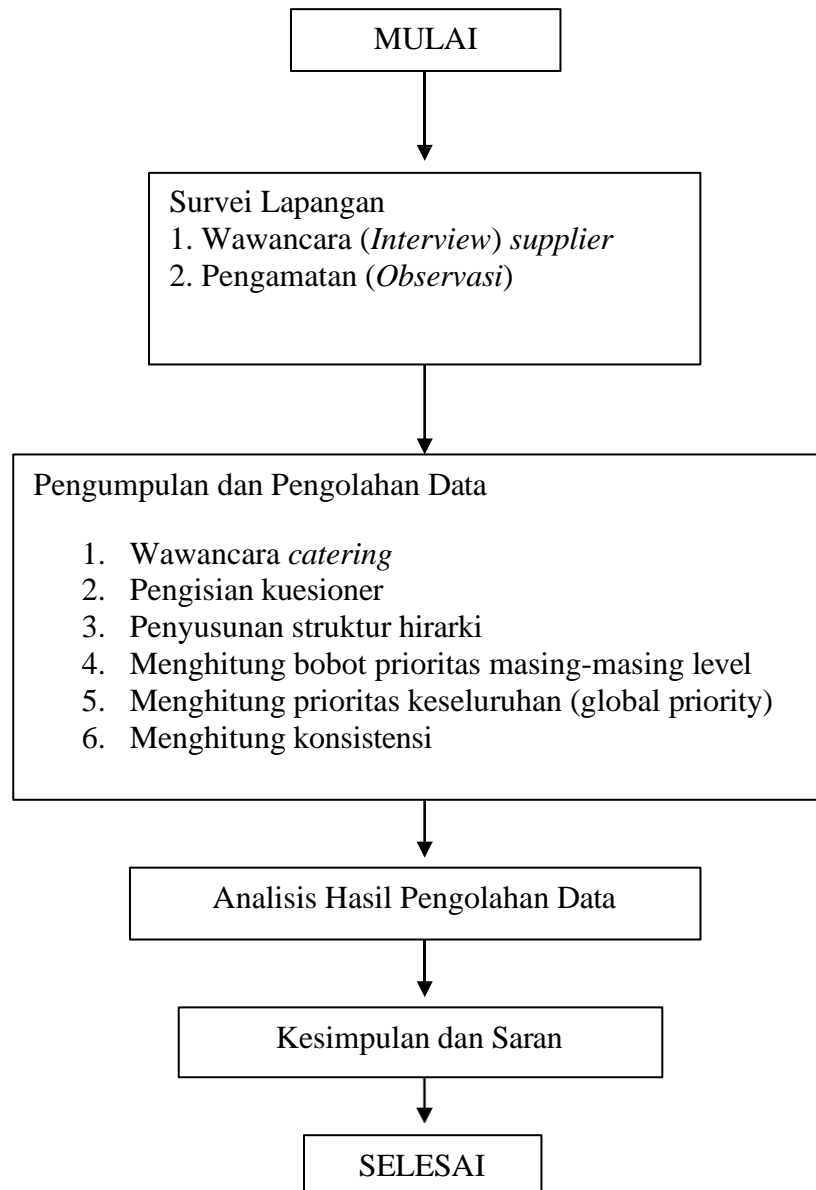 MULAI
Survei Lapangan
1. Wawancara (Interview) supplier
2. Pengamatan (Observasi)
Pengumpulan dan Pengolahan Data
1. Wawancara catering
2. Pengisian kuesioner
3. Penyusunan struktur hirarki
4. Menghitung bobot prioritas masing-masing level
5. Menghitung prioritas keseluruhan (global priority)
6. Menghitung konsistensi
Analisis Hasil Pengolahan Data
Kesimpulan dan Saran
SELESAI